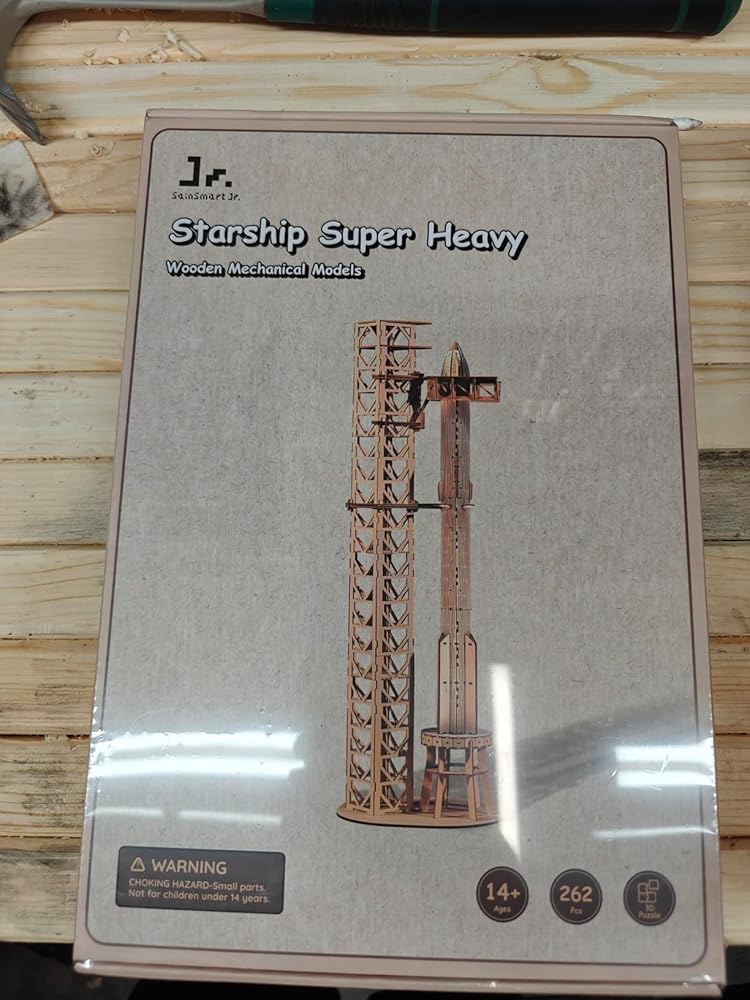 Jr.
SainSmart Jr.
Starship Super Heavy
Wooden Mechanical Models
⚠ WARNING
CHOKING HAZARD-Small parts.
Not for children under 14 years.
14+
Ages
262
Pcs
3D
Puzzle